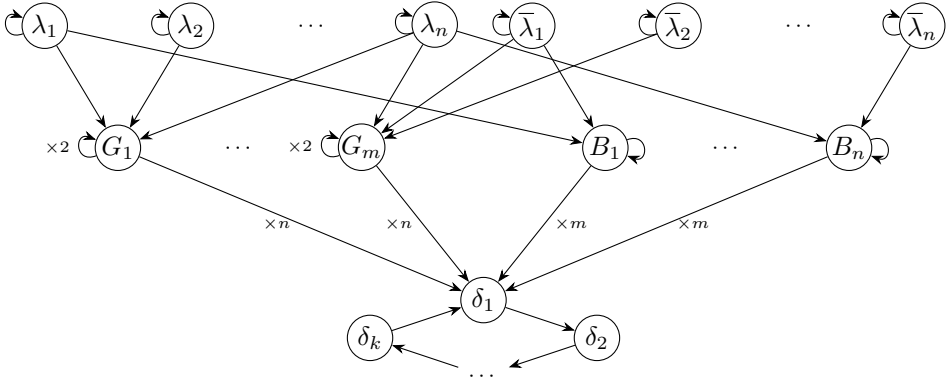 λ₁ λ₂ ⋯ λₙ λ̅₁ λ̅₂ ⋯ λ̅ₙ
×2 G₁ ⋯ ×2 Gₘ B₁ ⋯ Bₙ
×n ×n ×m ×m
δ₁
δₖ δ₂
⋯